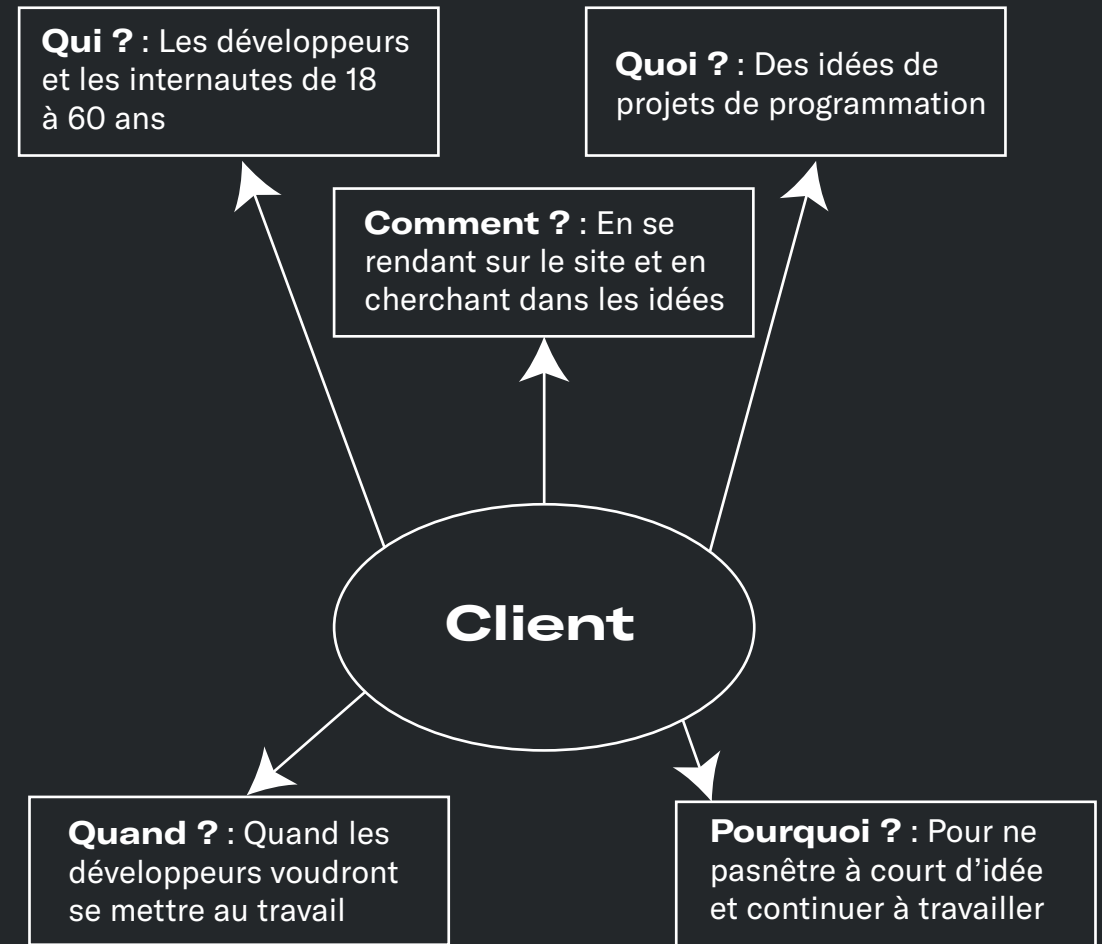 Qui ? : Les développeurs
et les internautes de 18
à 60 ans
Quoi ? : Des idées de
projets de programmation
Comment ? : En se
rendant sur le site et en
cherchant dans les idées
Client
Quand ? : Quand les
développeurs voudront
se mettre au travail
Pourquoi ? : Pour ne
pasnêtre à court d’idée
et continuer à travailler